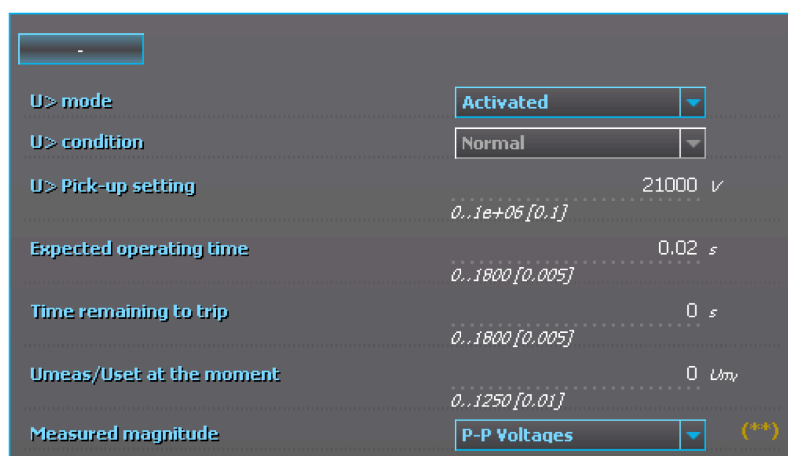 -
U> mode Activated
U> condition Normal
U> Pick-up setting 21000 V
0..1e+06 [0.1]
Expected operating time 0.02 s
0..1800 [0.005]
Time remaining to trip 0 s
0..1800 [0.005]
Umeas/Uset at the moment 0 Um/
0..1250 [0.01]
Measured magnitude P-P Voltages (**)